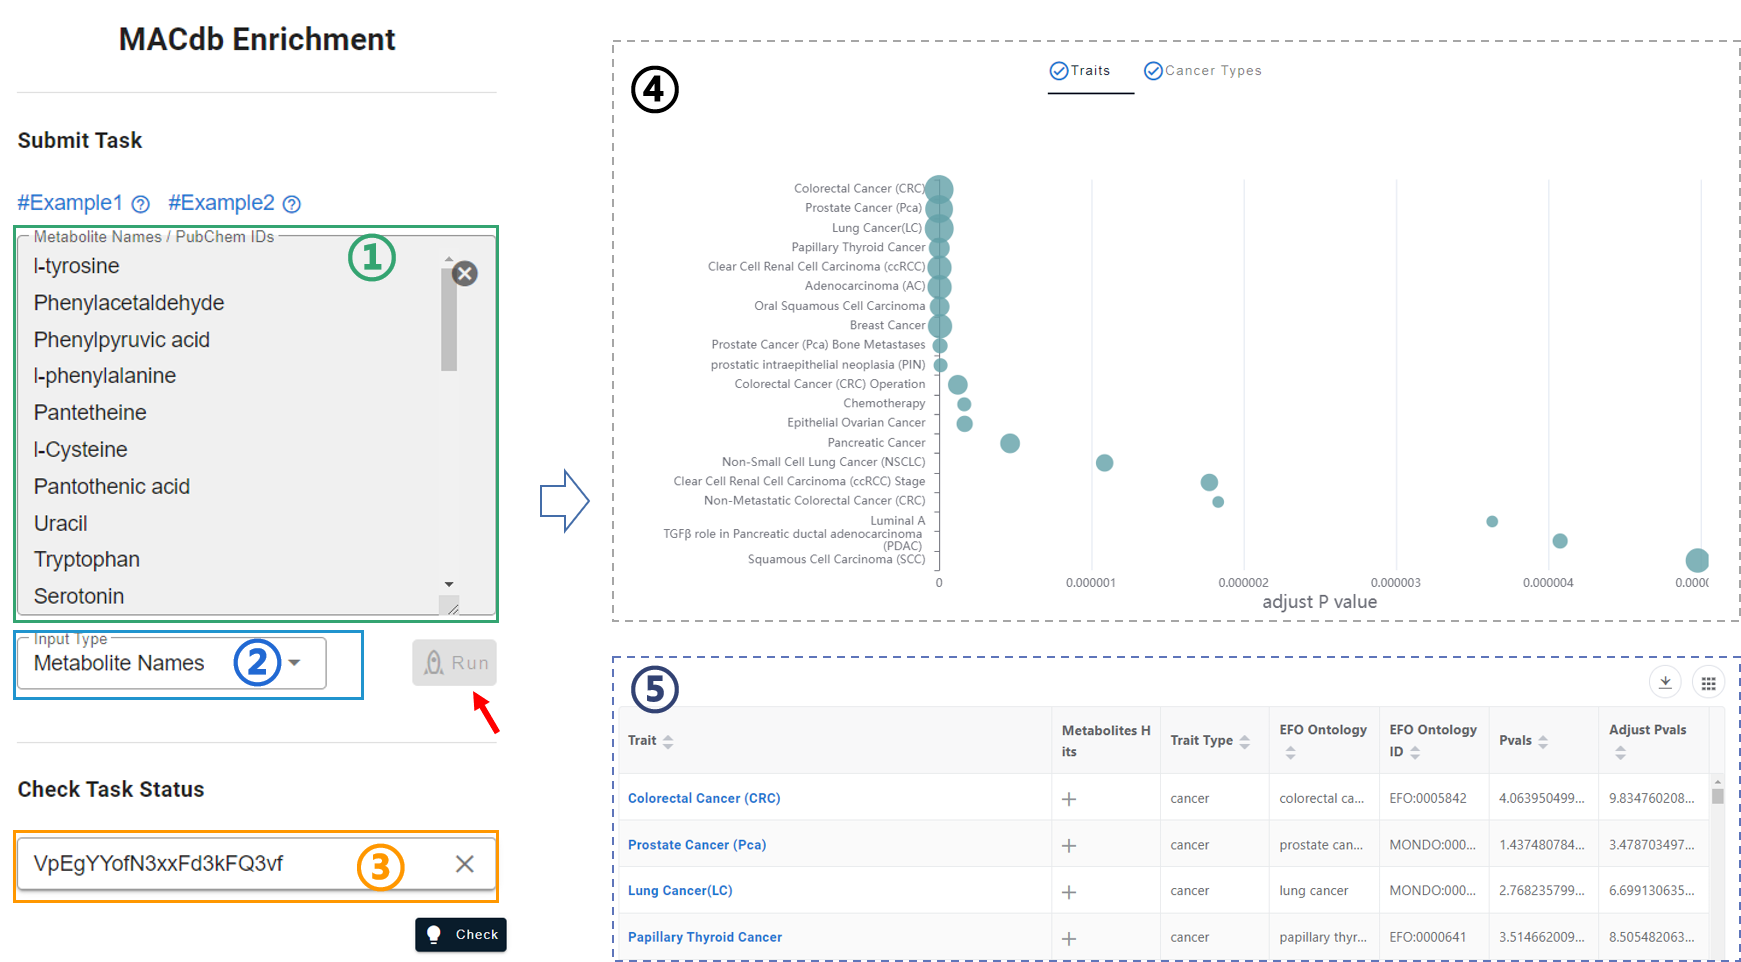 MACdb Enrichment
Submit Task
#Example1 #Example2
Metabolite Names / PubChem IDs
①
l-tyrosine
Phenylacetaldehyde
Phenylpyruvic acid
l-phenylalanine
Pantetheine
l-Cysteine
Pantothenic acid
Uracil
Tryptophan
Serotonin
Input Type
Metabolite Names
②
Run
Check Task Status
VpEgYYofN3xxFd3kFQ3vf
③
Check
④
Traits Cancer Types
Colorectal Cancer (CRC)
Prostate Cancer (Pca)
Lung Cancer(LC)
Papillary Thyroid Cancer
Clear Cell Renal Cell Carcinoma (ccRCC)
Adenocarcinoma (AC)
Oral Squamous Cell Carcinoma
Breast Cancer
Prostate Cancer (Pca) Bone Metastases
prostatic intraepithelial neoplasia (PIN)
Colorectal Cancer (CRC) Operation
Chemotherapy
Epithelial Ovarian Cancer
Pancreatic Cancer
Non-Small Cell Lung Cancer (NSCLC)
Clear Cell Renal Cell Carcinoma (ccRCC) Stage
Non-Metastatic Colorectal Cancer (CRC)
Luminal A
TGFβ role in Pancreatic ductal adenocarcinoma
(PDAC)
Squamous Cell Carcinoma (SCC)
0 0.000001 0.000002 0.000003 0.000004 0.0000
adjust P value
⑤
Trait Metabolites H
its Trait Type EFO Ontology EFO Ontology
ID Pvals Adjust Pvals
Colorectal Cancer (CRC) + cancer colorectal ca... EFO:0005842 4.063950499... 9.834760208...
Prostate Cancer (Pca) + cancer prostate can... MONDO:000... 1.437480784... 3.478703497...
Lung Cancer(LC) + cancer lung cancer MONDO:000... 2.768235799... 6.699130635...
Papillary Thyroid Cancer + cancer papillary thyr... EFO:0000641 3.514662009... 8.505482063...